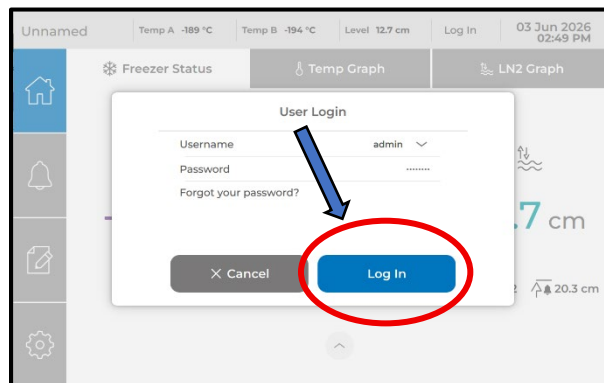 Unnamed
Temp A -189 °C
Temp B -194 °C
Level 12.7 cm
Log In
03 Jun 2026
02:49 PM
Freezer Status
Temp Graph
LN2 Graph
User Login
Username
admin
Password
········
Forgot your password?
.7 cm
Cancel
Log In
20.3 cm